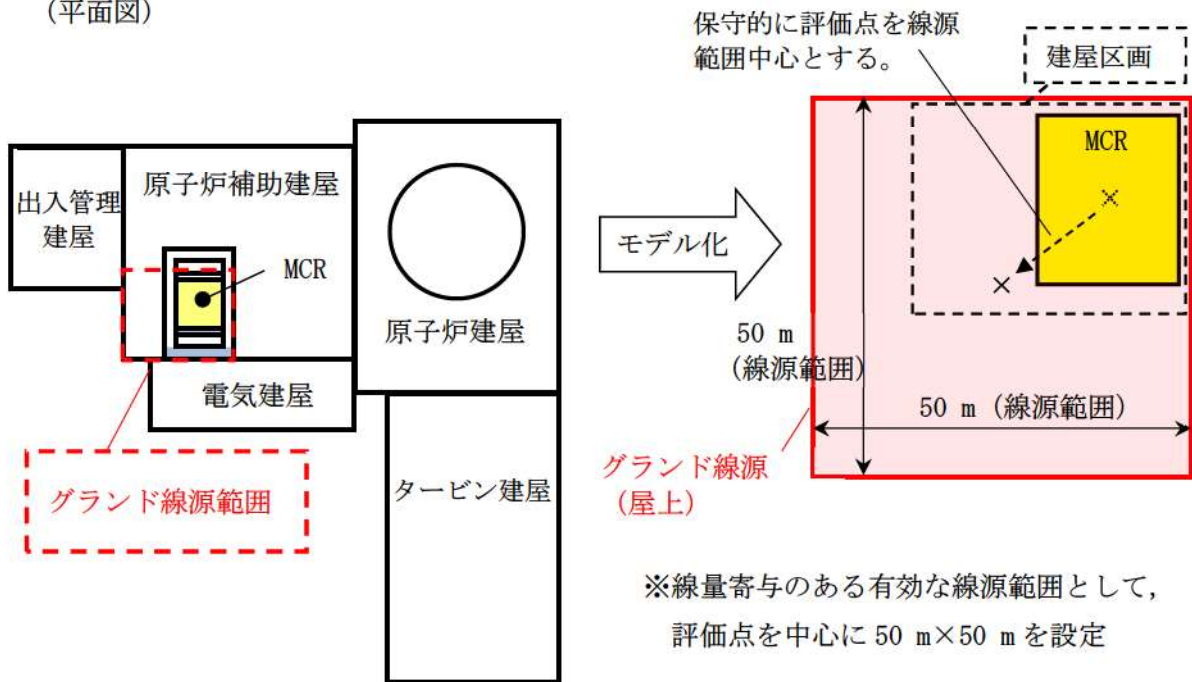 (平面図)
出入管理
建屋
原子炉補助建屋
MCR
原子炉建屋
電気建屋
タービン建屋
グランド線源範囲
モデル化
保守的に評価点を線源
範囲中心とする。
建屋区画
MCR
50 m
(線源範囲)
50 m (線源範囲)
グランド線源
(屋上)
※線量寄与のある有効な線源範囲として,
評価点を中心に 50 m×50 m を設定